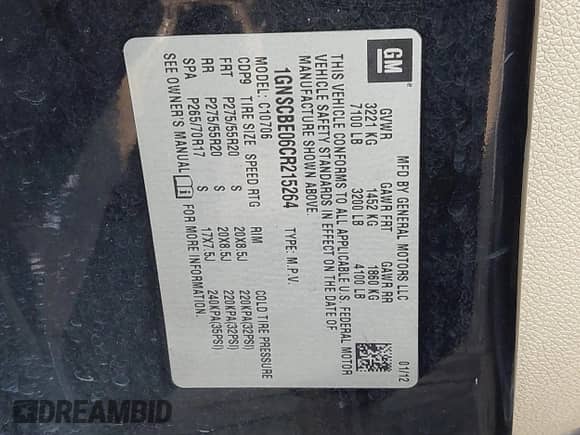 GM
MFD BY GENERAL MOTORS LLC 01/12
GVWR GAWR FRT GAWR RR
3221 KG 1452 KG 1860 KG
7100 LB 3200 LB 4100 LB
THIS VEHICLE CONFORMS TO ALL APPLICABLE U.S. FEDERAL MOTOR
VEHICLE SAFETY STANDARDS IN EFFECT ON THE DATE OF
MANUFACTURE SHOWN ABOVE.
1GNSCBE06CR215264 TYPE: M.P.V.
MODEL: C10706
CDP9 TIRE SIZE SPEED RTG RIM COLD TIRE PRESSURE
FRT P275/55R20 S 20X8.5J 220KPA(32PSI)
RR P275/55R20 S 20X8.5J 220KPA(32PSI)
SPA P265/70R17 S 17X7.5J 240KPA(35PSI)
SEE OWNER'S MANUAL i FOR MORE INFORMATION.
DREAMBID